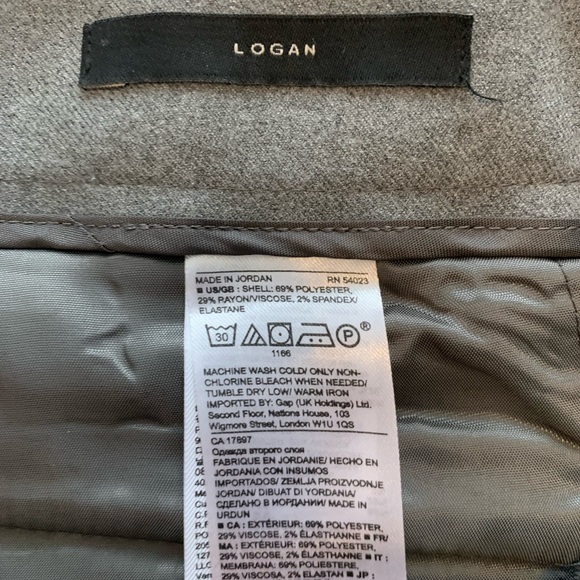 LOGAN
MADE IN JORDAN RN 54023
■ US/GB : SHELL: 69% POLYESTER,
29% RAYON/VISCOSE, 2% SPANDEX/
ELASTANE
30 P ®
1166
MACHINE WASH COLD/ ONLY NON-
CHLORINE BLEACH WHEN NEEDED/
TUMBLE DRY LOW/ WARM IRON
IMPORTED BY: Gap (UK Holdings) Ltd.
Second Floor, Nations House, 103
Wigmore Street, London W1U 1QS
CA 17897
Одежда второго слоя
FABRIQUÉ EN JORDANIE/ HECHO EN
JORDANIA CON INSUMOS
IMPORTADOS/ ZEMLJA PROIZVODNJE
JORDAN/ DIBUAT DI YORDANIA/
СДЕЛАНО В ИОРДАНИИ/ MADE IN
URDUN
■ CA : EXTÉRIEUR: 69% POLYESTER,
29% VISCOSE, 2% ÉLASTHANNE ■ FR/
MA : EXTÉRIEUR: 69% POLYESTER,
29% VISCOSE, 2% ÉLASTHANNE ■ IT :
MEMBRANA: 69% POLIESTERE,
29% VISCOSA, 2% ELASTAN ■ JP :